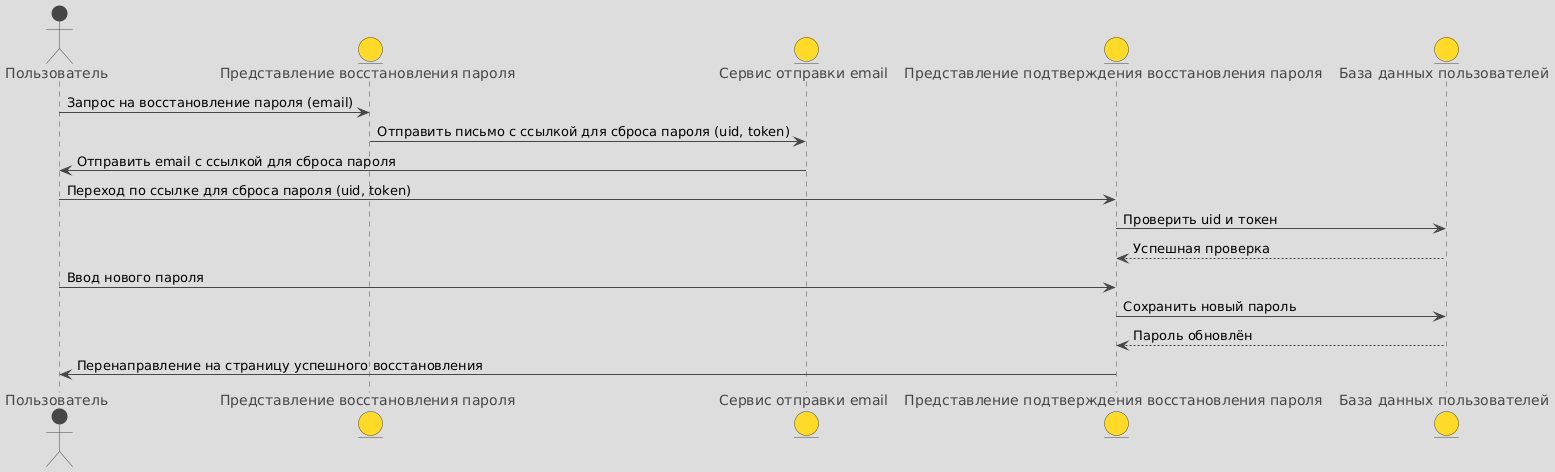 Пользователь
Представление восстановления пароля
Сервис отправки email
Представление подтверждения восстановления пароля
База данных пользователей
Запрос на восстановление пароля (email)
Отправить письмо с ссылкой для сброса пароля (uid, token)
Отправить email с ссылкой для сброса пароля
Переход по ссылке для сброса пароля (uid, token)
Проверить uid и токен
Успешная проверка
Ввод нового пароля
Сохранить новый пароль
Пароль обновлён
Перенаправление на страницу успешного восстановления
Пользователь
Представление восстановления пароля
Сервис отправки email
Представление подтверждения восстановления пароля
База данных пользователей